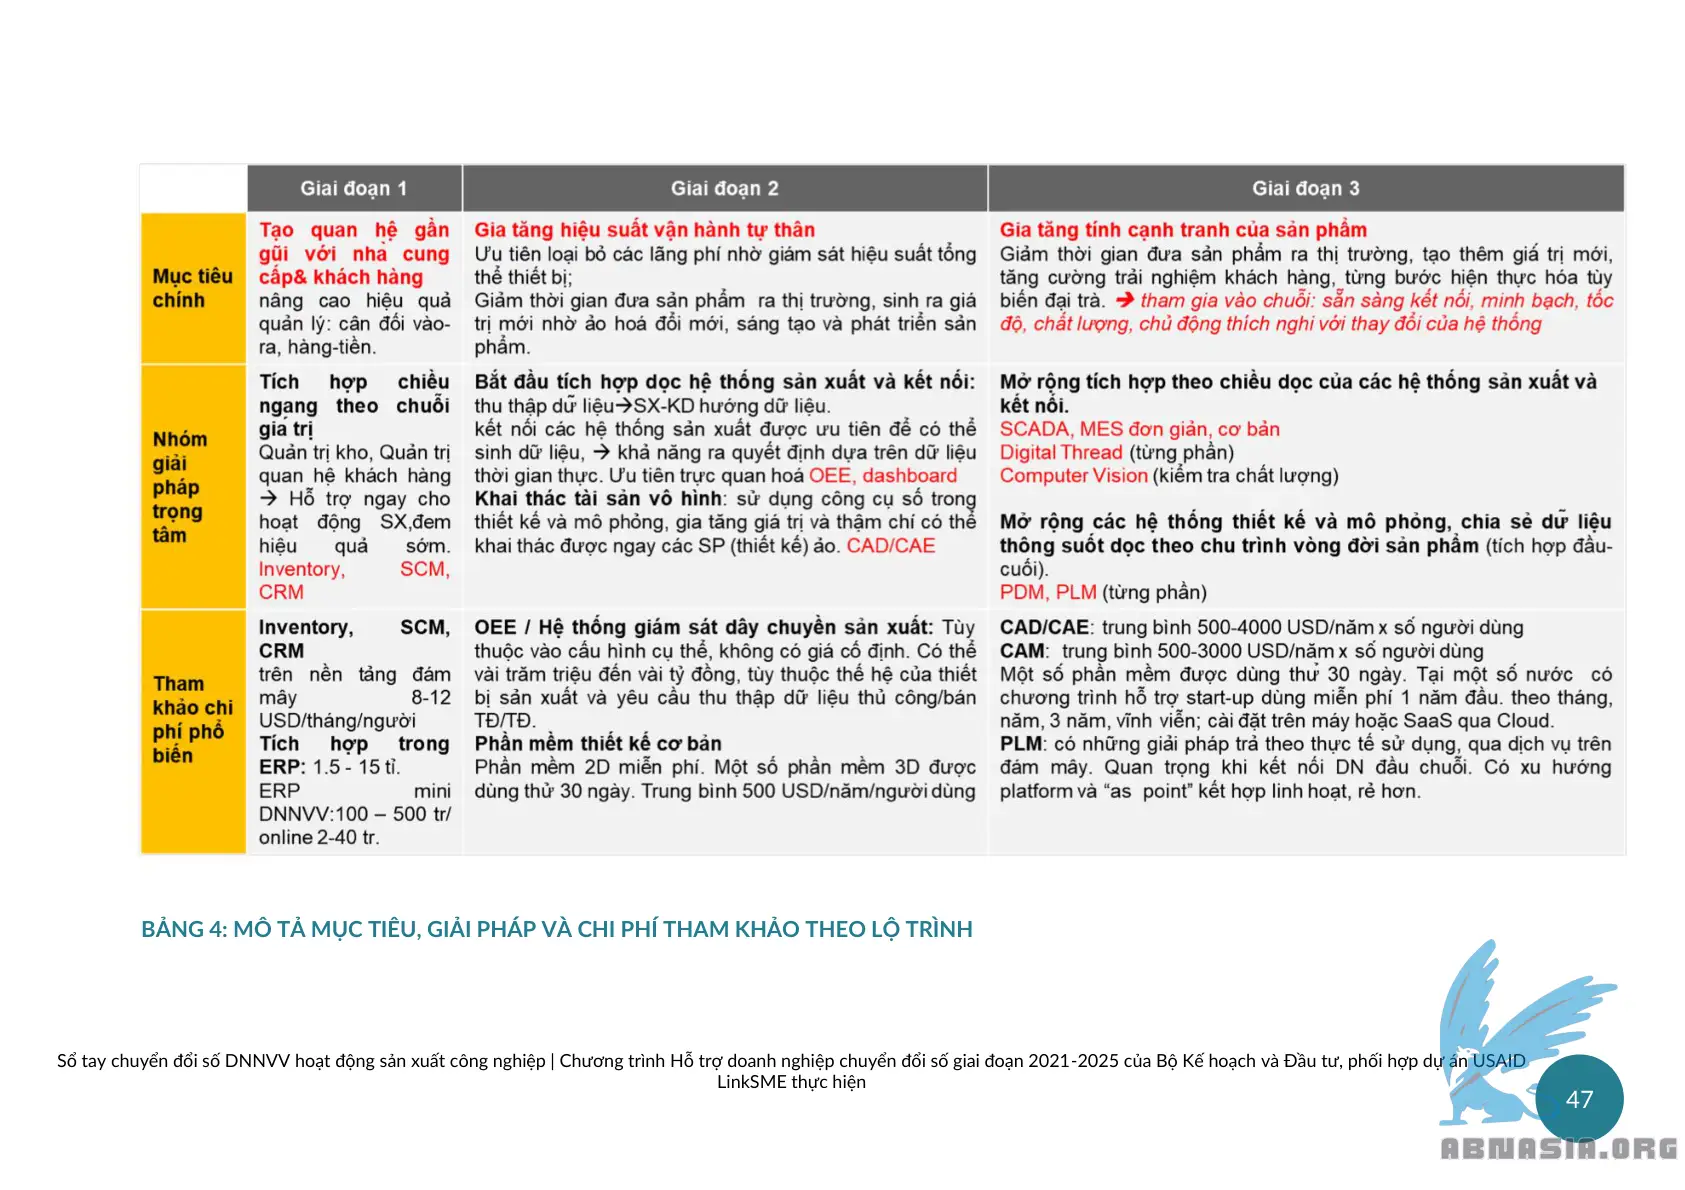 Giai đoạn 1
Giai đoạn 2
Giai đoạn 3
Mục tiêu
chính
Tạo quan hệ gần
gũi với nhà cung
cấp& khách hàng
nâng cao hiệu quả
quản lý: cân đối vào-
ra, hàng-tiền.
Gia tăng hiệu suất vận hành tự thân
Ưu tiên loại bỏ các lãng phí nhờ giám sát hiệu suất tổng
thể thiết bị;
Giảm thời gian đưa sản phẩm ra thị trường, sinh ra giá
trị mới nhờ ảo hoá đổi mới, sáng tạo và phát triển sản
phẩm.
Gia tăng tính cạnh tranh của sản phẩm
Giảm thời gian đưa sản phẩm ra thị trường, tạo thêm giá trị mới,
tăng cường trải nghiệm khách hàng, từng bước hiện thực hóa tùy
biến đại trà. ➔ tham gia vào chuỗi: sẵn sàng kết nối, minh bạch, tốc
độ, chất lượng, chủ động thích nghi với thay đổi của hệ thống
Nhóm
giải
pháp
trọng
tâm
Tích hợp chiều
ngang theo chuỗi
giá trị
Quản trị kho, Quản trị
quan hệ khách hàng
→ Hỗ trợ ngay cho
hoạt động SX,đem
hiệu quả sớm.
Inventory, SCM,
CRM
Bắt đầu tích hợp dọc hệ thống sản xuất và kết nối:
thu thập dữ liệu→SX-KD hướng dữ liệu.
kết nối các hệ thống sản xuất được ưu tiên để có thể
sinh dữ liệu, → khả năng ra quyết định dựa trên dữ liệu
thời gian thực. Ưu tiên trực quan hoá OEE, dashboard
Khai thác tài sản vô hình: sử dụng công cụ số trong
thiết kế và mô phỏng, gia tăng giá trị và thậm chí có thể
khai thác được ngay các SP (thiết kế) ảo. CAD/CAE
Mở rộng tích hợp theo chiều dọc của các hệ thống sản xuất và
kết nối.
SCADA, MES đơn giản, cơ bản
Digital Thread (từng phần)
Computer Vision (kiểm tra chất lượng)
Mở rộng các hệ thống thiết kế và mô phỏng, chia sẻ dữ liệu
thông suốt dọc theo chu trình vòng đời sản phẩm (tích hợp đầu-
cuối).
PDM, PLM (từng phần)
Tham
khảo chi
phí phổ
biến
Inventory, SCM,
CRM
trên nền tảng đám
mây 8-12
USD/tháng/người
Tích hợp trong
ERP: 1.5 - 15 tỉ.
ERP mini
DNNVV:100 – 500 tr/
online 2-40 tr.
OEE / Hệ thống giám sát dây chuyền sản xuất: Tùy
thuộc vào cấu hình cụ thể, không có giá cố định. Có thể
vài trăm triệu đến vài tỷ đồng, tùy thuộc thế hệ của thiết
bị sản xuất và yêu cầu thu thập dữ liệu thủ công/bán
TĐ/TĐ.
Phần mềm thiết kế cơ bản
Phần mềm 2D miễn phí. Một số phần mềm 3D được
dùng thử 30 ngày. Trung bình 500 USD/năm/người dùng
CAD/CAE: trung bình 500-4000 USD/năm x số người dùng
CAM: trung bình 500-3000 USD/năm x số người dùng
Một số phần mềm được dùng thử 30 ngày. Tại một số nước có
chương trình hỗ trợ start-up dùng miễn phí 1 năm đầu. theo tháng,
năm, 3 năm, vĩnh viễn; cài đặt trên máy hoặc SaaS qua Cloud.
PLM: có những giải pháp trả theo thực tế sử dụng, qua dịch vụ trên
đám mây. Quan trọng khi kết nối DN đầu chuỗi. Có xu hướng
platform và “as point” kết hợp linh hoạt, rẻ hơn.
BẢNG 4: MÔ TẢ MỤC TIÊU, GIẢI PHÁP VÀ CHI PHÍ THAM KHẢO THEO LỘ TRÌNH
Sổ tay chuyển đổi số DNNVV hoạt động sản xuất công nghiệp | Chương trình Hỗ trợ doanh nghiệp chuyển đổi số giai đoạn 2021-2025 của Bộ Kế hoạch và Đầu tư, phối hợp dự án USAID
LinkSME thực hiện
47
ABNASIA.ORG